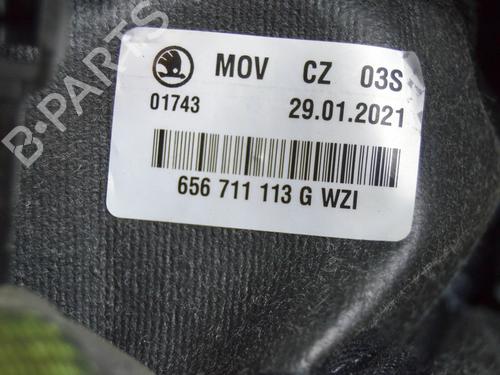 MOV CZ 03S
01743 29.01.2021
656 711 113 G WZI
B-PARTS